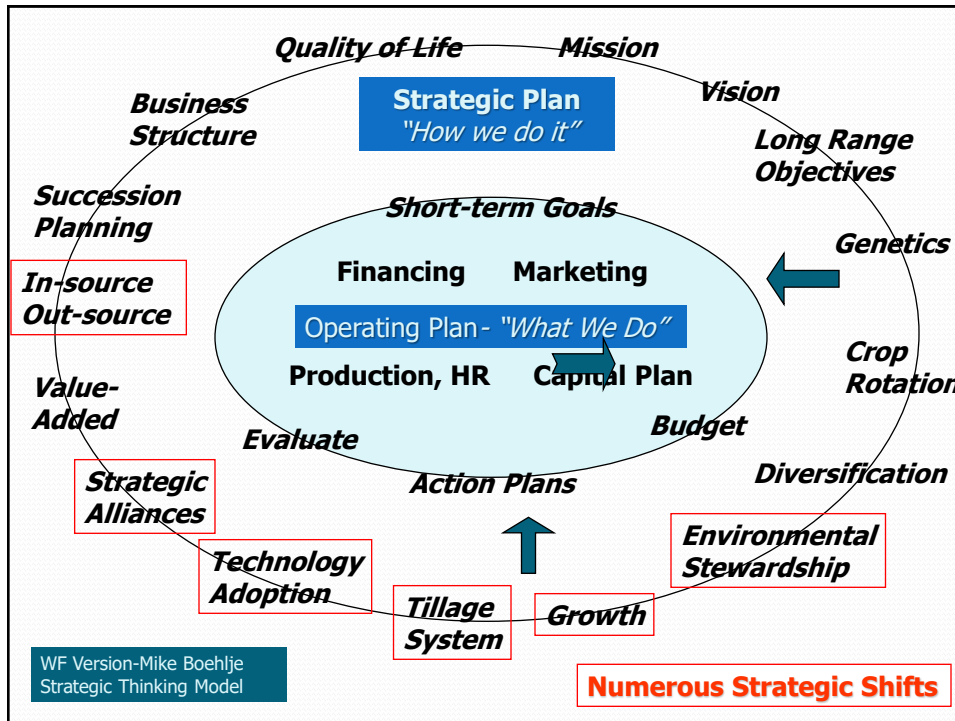 Quality of Life
Mission
Strategic Plan
"How we do it"
Vision
Business
Structure
Long Range
Objectives
Succession
Planning
Short-term Goals
Genetics
Financing
Marketing
In-source
Out-source
Operating Plan- "What We Do"
Crop
Rotation
Production, HR
Capital Plan
Value-
Added
Budget
Evaluate
Diversification
Action Plans
Strategic
Alliances
Environmental
Stewardship
Technology
Adoption
Tillage
System
Growth
WF Version-Mike Boehlje
Strategic Thinking Model
Numerous Strategic Shifts